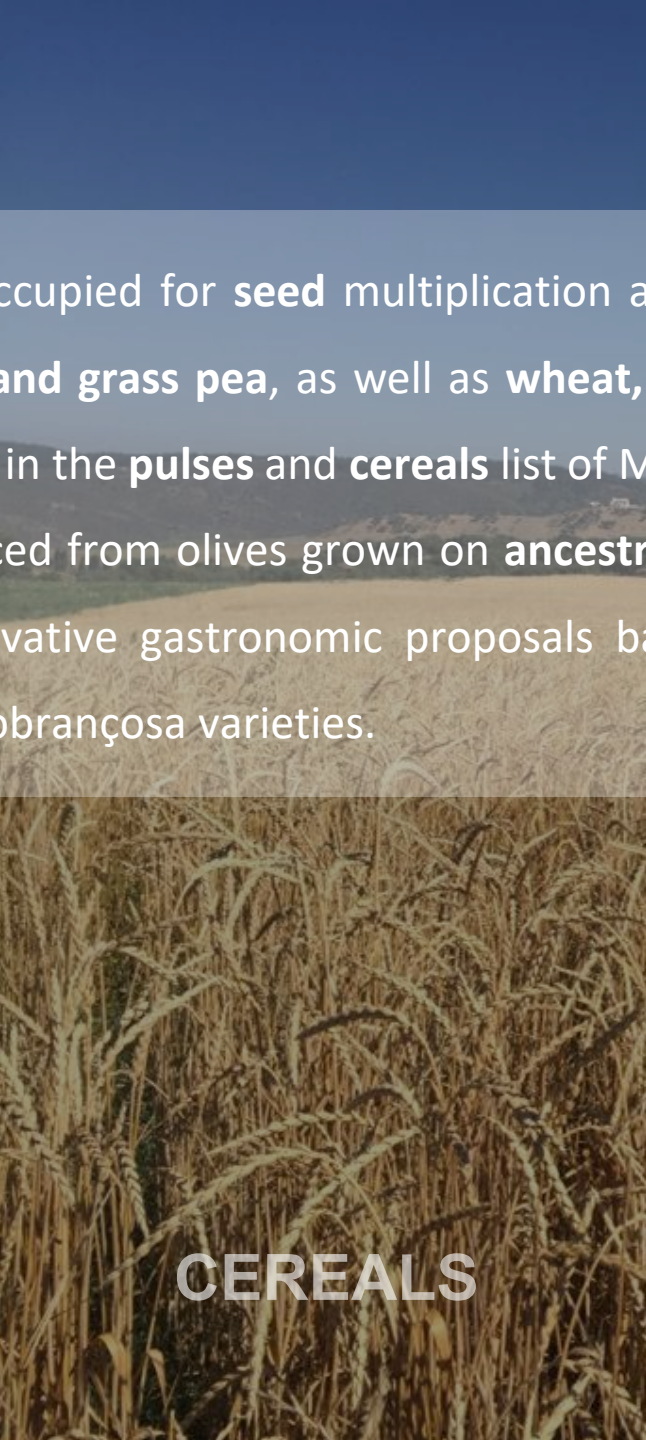 ccupied for seed multiplication a
and grass pea, as well as wheat,
in the pulses and cereals list of M
ced from olives grown on ancestr
vative gastronomic proposals ba
obrançosa varieties.
CEREALS